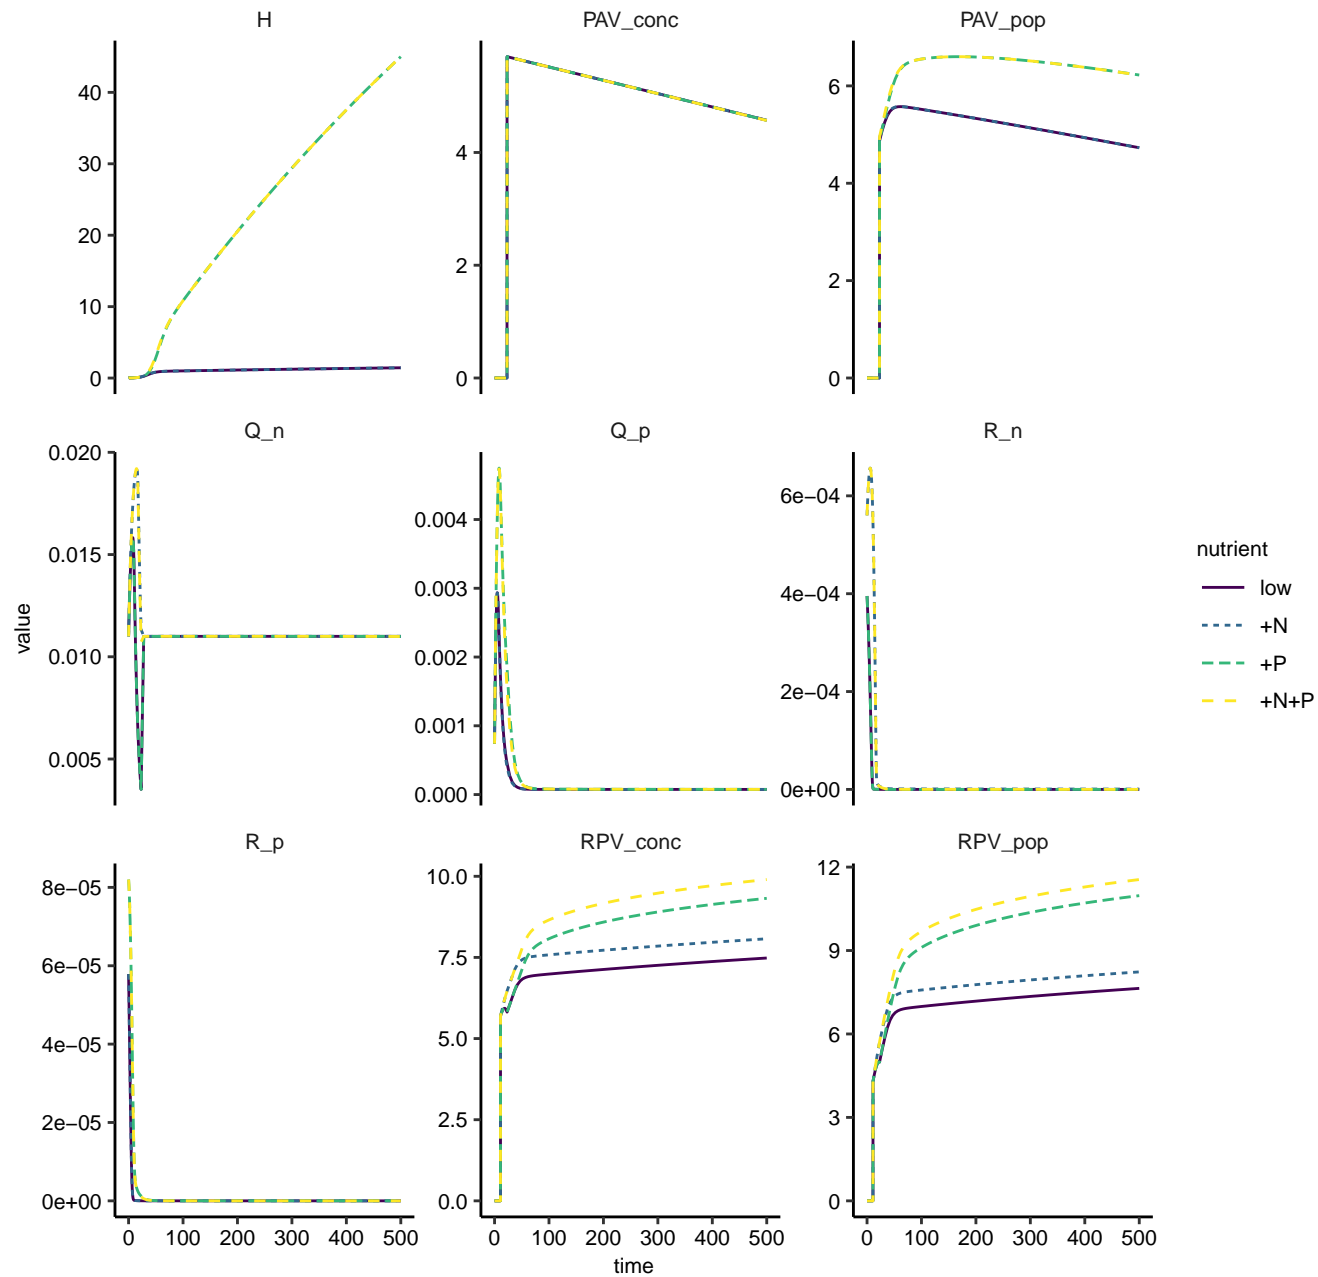 H
PAV_conc
PAV_pop
40
30
20
10
0
4
2
0
6
4
2
0
Q_n
Q_p
R_n
0.020
0.015
0.010
0.005
0.004
0.003
0.002
0.001
0.000
6e−04
4e−04
2e−04
0e+00
R_p
RPV_conc
RPV_pop
8e−05
6e−05
4e−05
2e−05
0e+00
10.0
7.5
5.0
2.5
0.0
12
9
6
3
0
0 100 200 300 400 500
0 100 200 300 400 500
0 100 200 300 400 500
time
value
nutrient
low
+N
+P
+N+P